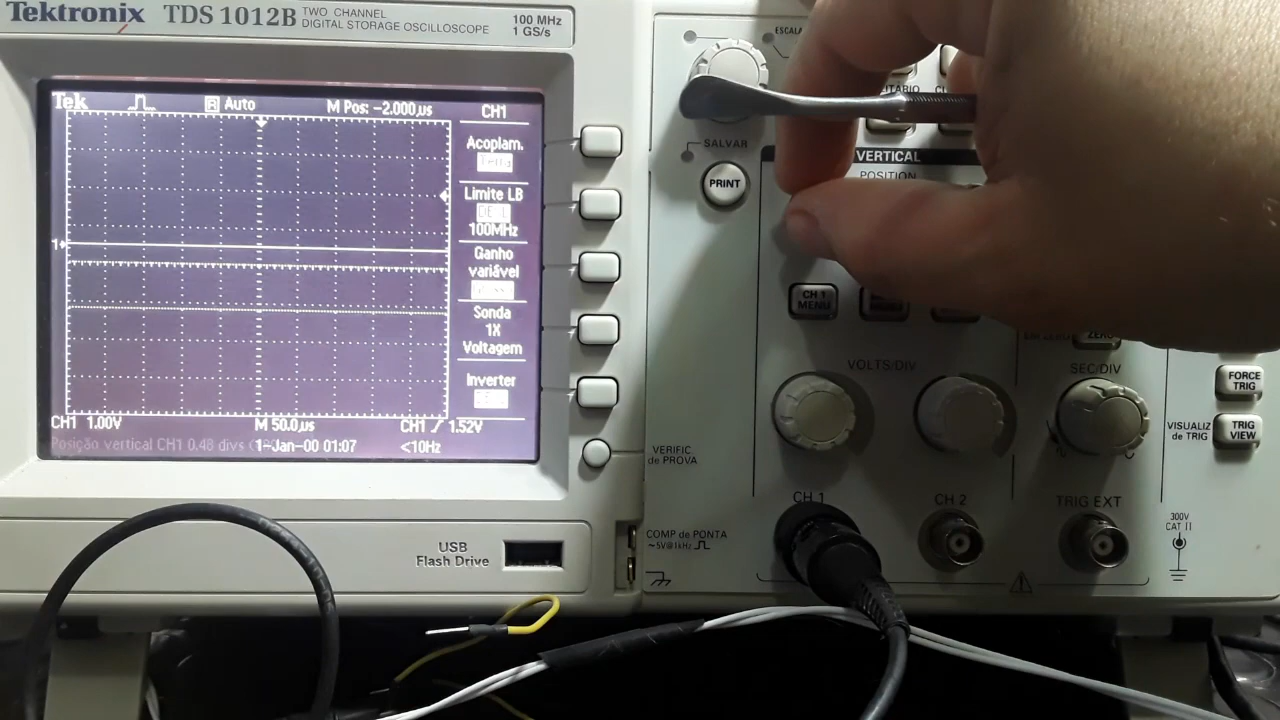 Tektronix TDS 1012B TWO CHANNEL
DIGITAL STORAGE OSCILLOSCOPE
100 MHz
1 GS/s
Tek Auto M Pos: -2.000µs CH1
Acoplam.
Terra
Limite LB
100MHz
Ganho
variável
Sonda
1X
Voltagem
Inverter
1
CH1 1.00V M 50.0µs CH1 1.52V
Posição vertical CH1 0.48 divs
1-Jan-00 01:07 <10Hz
SALVAR
PRINT
VERTICAL
POSITION
CH 1
MENU
VOLTS/DIV
SEC/DIV
ZERO
FORCE
TRIG
VISUALIZ
de TRIG
TRIG
VIEW
VERIFIC
de PROVA
CH 1
CH 2
TRIG EXT
300V
CAT II
COMP de PONTA
~5V@1kHz
USB
Flash Drive